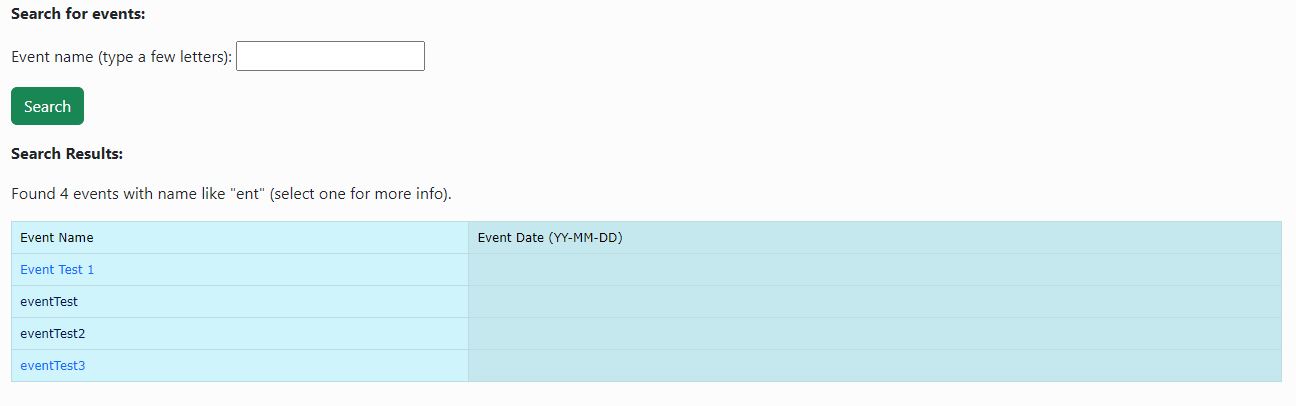 Search for events:
Event name (type a few letters):
Search
Search Results:
Found 4 events with name like "ent" (select one for more info).
Event Name Event Date (YY-MM-DD)
Event Test 1
eventTest
eventTest2
eventTest3